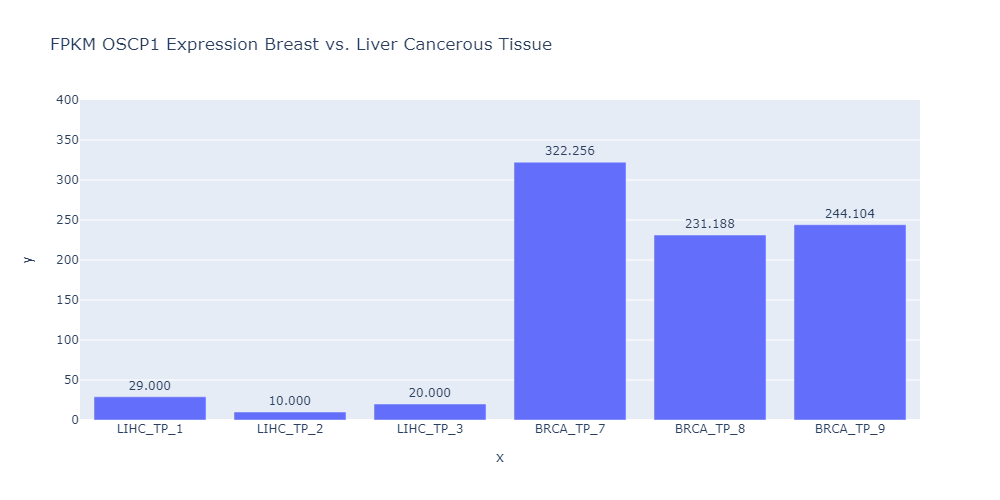 FPKM OSCP1 Expression Breast vs. Liver Cancerous Tissue
400
350
300
250
200
150
100
50
0
y
29.000
10.000
20.000
322.256
231.188
244.104
LIHC_TP_1
LIHC_TP_2
LIHC_TP_3
BRCA_TP_7
BRCA_TP_8
BRCA_TP_9
x